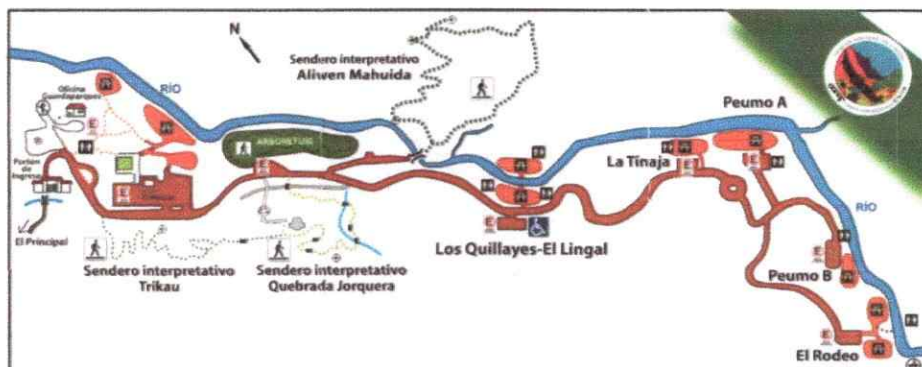 N
Sendero interpretativo
Aliwen Mahuida
RÍO
Oficina
Guardaparques
Peumo A
ARBORETUM
La Tinaja
Portón
de
Ingreso
RÍO
El Principal
Los Quillayes-El Lingal
Sendero interpretativo
Trikau
Sendero interpretativo
Quebrada Jorquera
Peumo B
El Rodeo